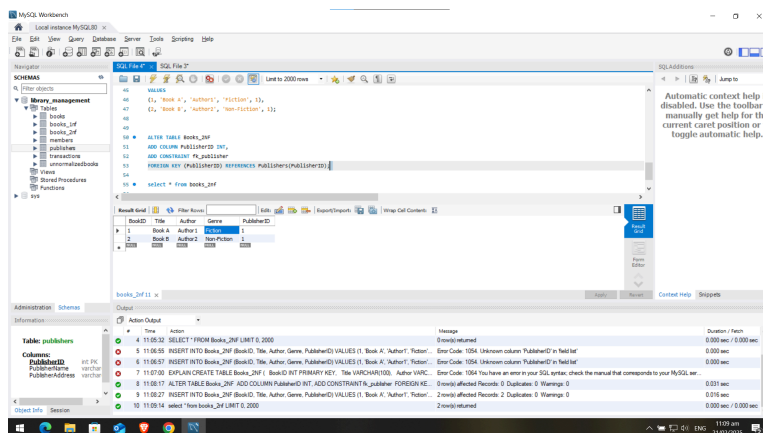 MySQL Workbench
Local instance MySQL80
File Edit View Query Database Server Tools Scripting Help
Navigator
SCHEMAS
Filter objects
library_management
Tables
books
books_1nf
books_2nf
members
publishers
transactions
unnormalizedbooks
Views
Stored Procedures
Functions
sys
Administration Schemas
Information
Table: publishers
Columns:
PublisherID int PK
PublisherName varchar
PublisherAddress varchar
Object Info Session
SQL File 4* SQL File 3*
Limit to 2000 rows
45 VALUES
46 (1, 'Book A', 'Author1', 'Fiction', 1),
47 (2, 'Book B', 'Author2', 'Non-Fiction', 1);
48
49
50 ALTER TABLE Books_2NF
51 ADD COLUMN PublisherID INT,
52 ADD CONSTRAINT fk_publisher
53 FOREIGN KEY (PublisherID) REFERENCES Publishers(PublisherID);
54
55 select * from books_2nf
Result Grid Filter Rows: Edit: Export/Import: Wrap Cell Content:
BookID Title Author Genre PublisherID
1 Book A Author1 Fiction 1
2 Book B Author2 Non-Fiction 1
NULL NULL NULL NULL NULL
Result Grid
Form Editor
books_2nf 11
Apply Revert
SQLAdditions
Jump to
Automatic context help
disabled. Use the toolbar
manually get help for th
current caret position or
toggle automatic help.
Context Help Snippets
Output
Action Output
# Time Action Message Duration / Fetch
4 11:05:32 SELECT * FROM Books_2NF LIMIT 0, 2000 0 row(s) returned 0.000 sec / 0.000 sec
5 11:06:55 INSERT INTO Books_2NF (BookID, Title, Author, Genre, PublisherID) VALUES (1, 'Book A', 'Author1', 'Fiction'... Error Code: 1054. Unknown column 'PublisherID' in 'field list' 0.000 sec
6 11:06:57 INSERT INTO Books_2NF (BookID, Title, Author, Genre, PublisherID) VALUES (1, 'Book A', 'Author1', 'Fiction'... Error Code: 1054. Unknown column 'PublisherID' in 'field list' 0.000 sec
7 11:07:00 EXPLAIN CREATE TABLE Books_2NF ( BookID INT PRIMARY KEY, Title VARCHAR(100), Author VARC... Error Code: 1064 You have an error in your SQL syntax; check the manual that corresponds to your MySQL ser... 0.000 sec
8 11:08:17 ALTER TABLE Books_2NF ADD COLUMN PublisherID INT, ADD CONSTRAINT fk_publisher FOREIGN KE... 0 row(s) affected Records: 0 Duplicates: 0 Warnings: 0 0.031 sec
9 11:08:27 INSERT INTO Books_2NF (BookID, Title, Author, Genre, PublisherID) VALUES (1, 'Book A', 'Author1', 'Fiction'... 2 row(s) affected Records: 2 Duplicates: 0 Warnings: 0 0.016 sec
10 11:09:14 select * from books_2nf LIMIT 0, 2000 2 row(s) returned 0.000 sec / 0.000 sec
ENG
11:09 am